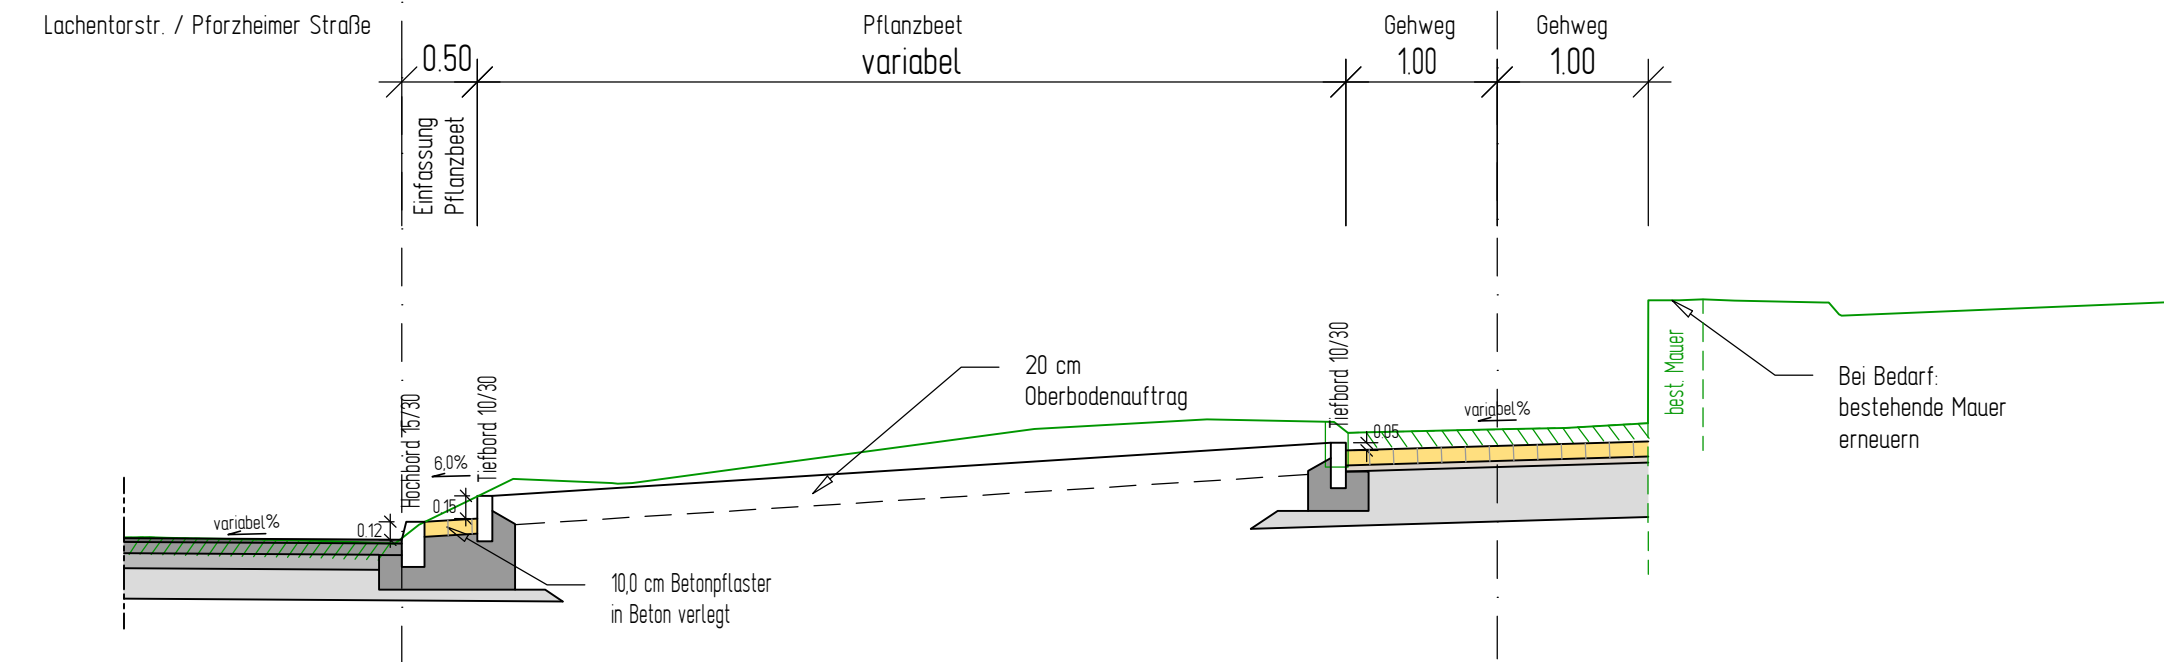 Lachentorstr. / Pforzheimer Straße
0.50
Pflanzbeet
variabel
Gehweg
1.00
Gehweg
1.00
Einfassung
Pflanzbeet
Hochbord 15/30
Tiefbord 10/30
6,0%
0.15
0.12
variabel%
20 cm
Oberbodenauftrag
10,0 cm Betonpflaster
in Beton verlegt
Tiefbord 10/30
0.05
variabel%
best. Mauer
Bei Bedarf:
bestehende Mauer
erneuern